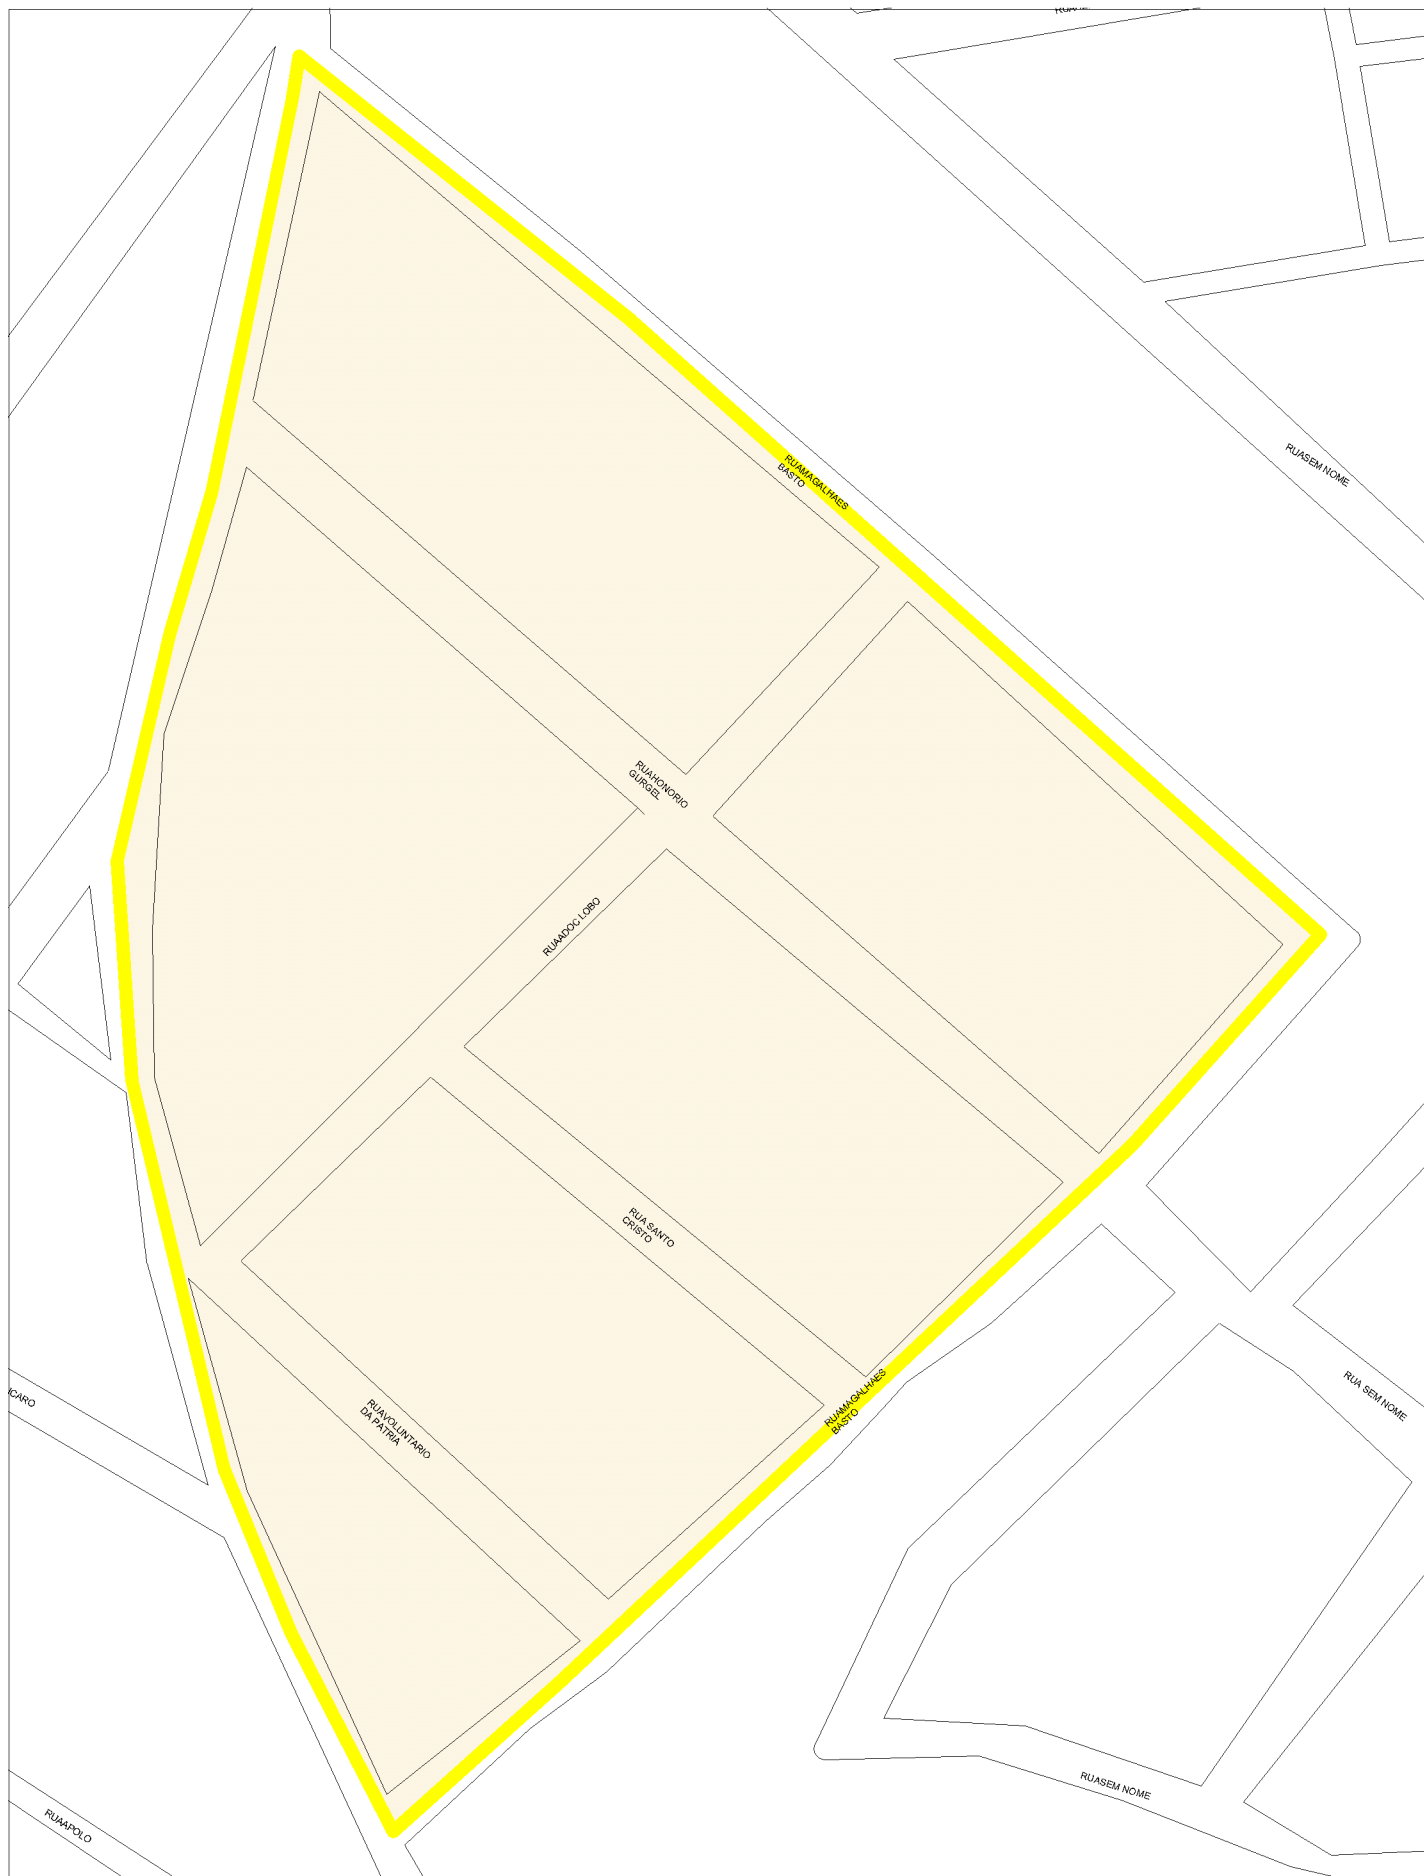 RUASEM NOME
RUAMAGALHAES
BASTO
RUAHONORIO
GURGEL
RUAADOC LOBO
RUA SANTO
CRISTO
RUAMAGALHAES
BASTO
RUA SEM NOME
ICARO
RUAVOLUNTARIO
DA PATRIA
RUASEM NOME
RUAAPOLO